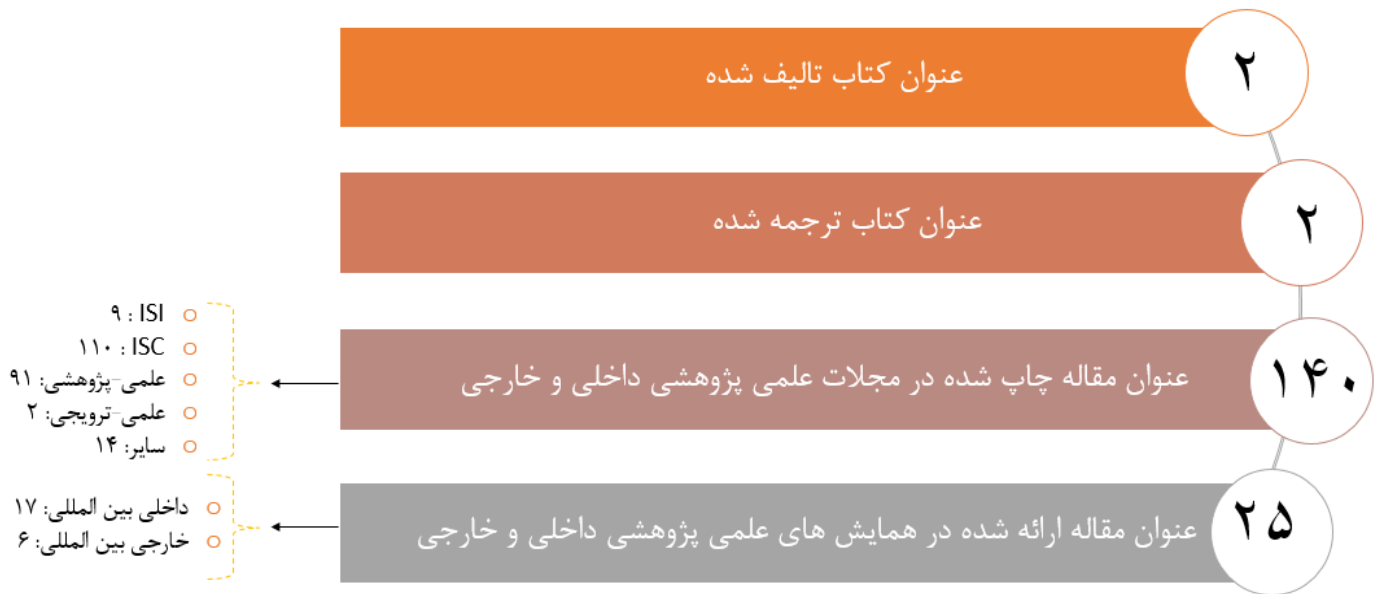 ۲
عنوان کتاب تالیف شده
۲
عنوان کتاب ترجمه شده
۱۴۰
عنوان مقاله چاپ شده در مجلات علمی پژوهشی داخلی و خارجی
ISI : ۹
ISC : ۱۱۰
علمی-پژوهشی: ۹۱
علمی-ترویجی: ۲
سایر: ۱۴
۲۵
عنوان مقاله ارائه شده در همایش های علمی پژوهشی داخلی و خارجی
داخلی بین المللی: ۱۷
خارجی بین المللی: ۶